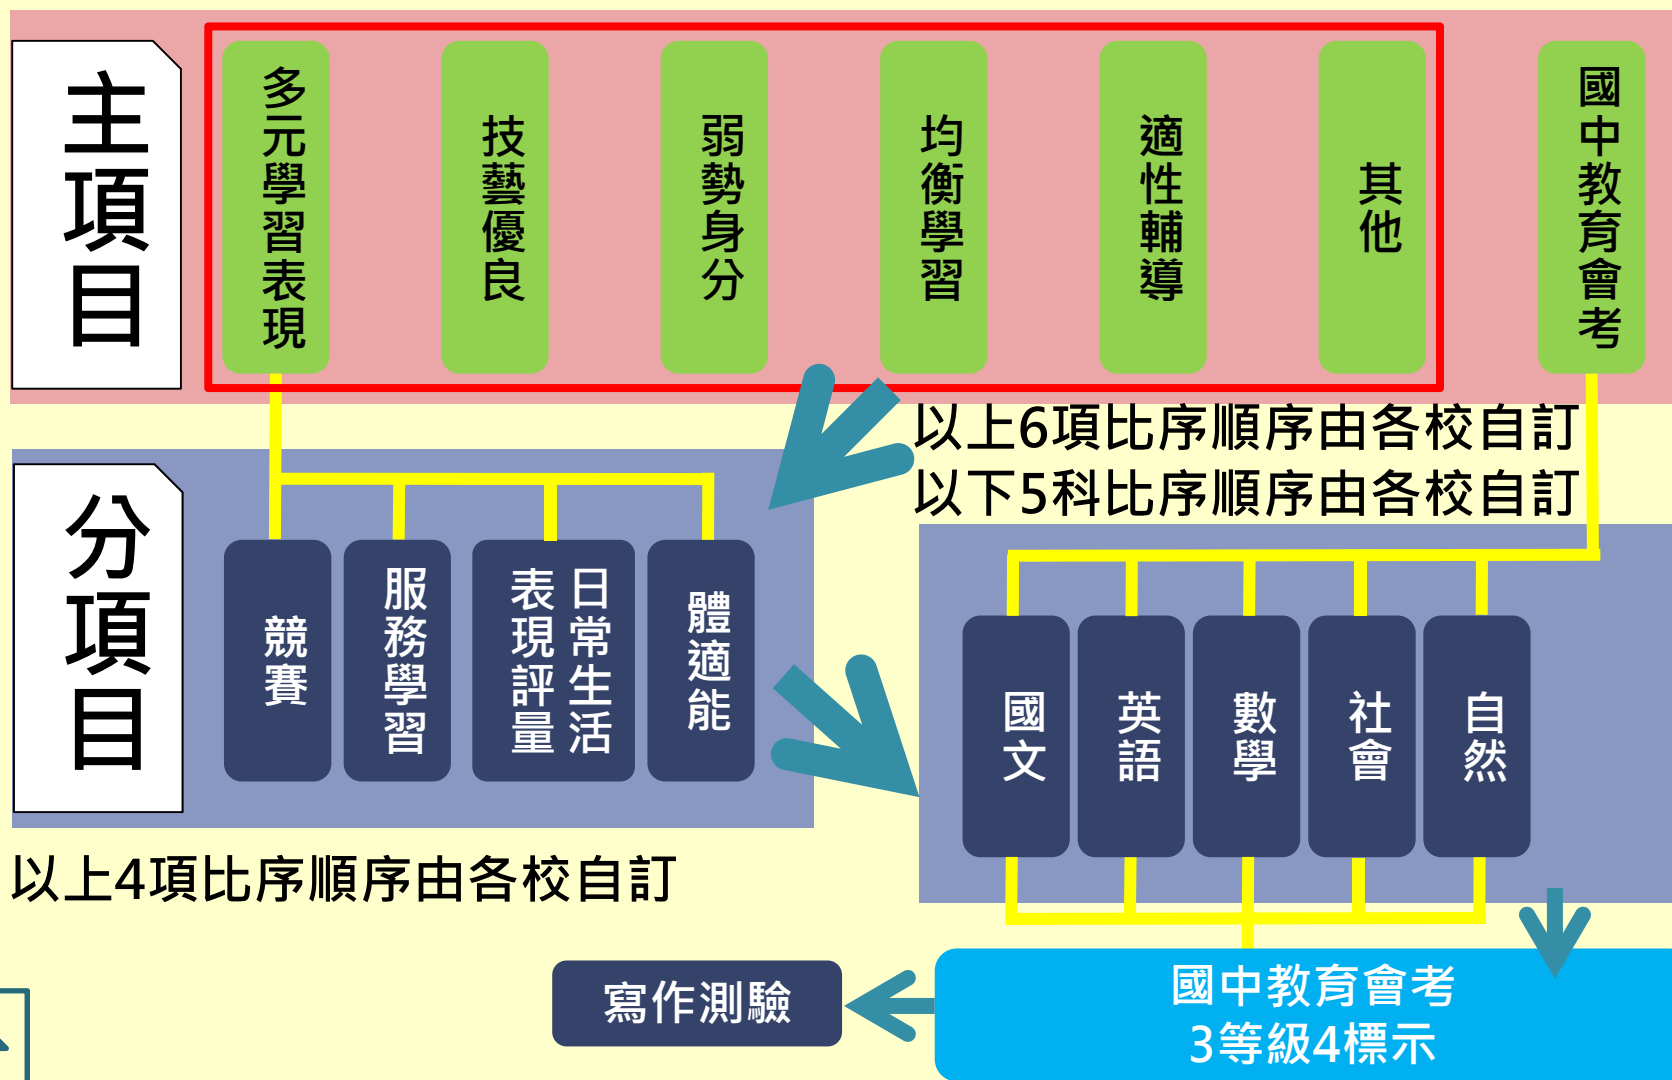 主項目
多元學習表現
技藝優良
弱勢身分
均衡學習
適性輔導
其他
國中教育會考
以上6項比序順序由各校自訂
以下5科比序順序由各校自訂
分項目
競賽
服務學習
日常生活
表現評量
體適能
國文
英語
數學
社會
自然
以上4項比序順序由各校自訂
寫作測驗
國中教育會考
3等級4標示